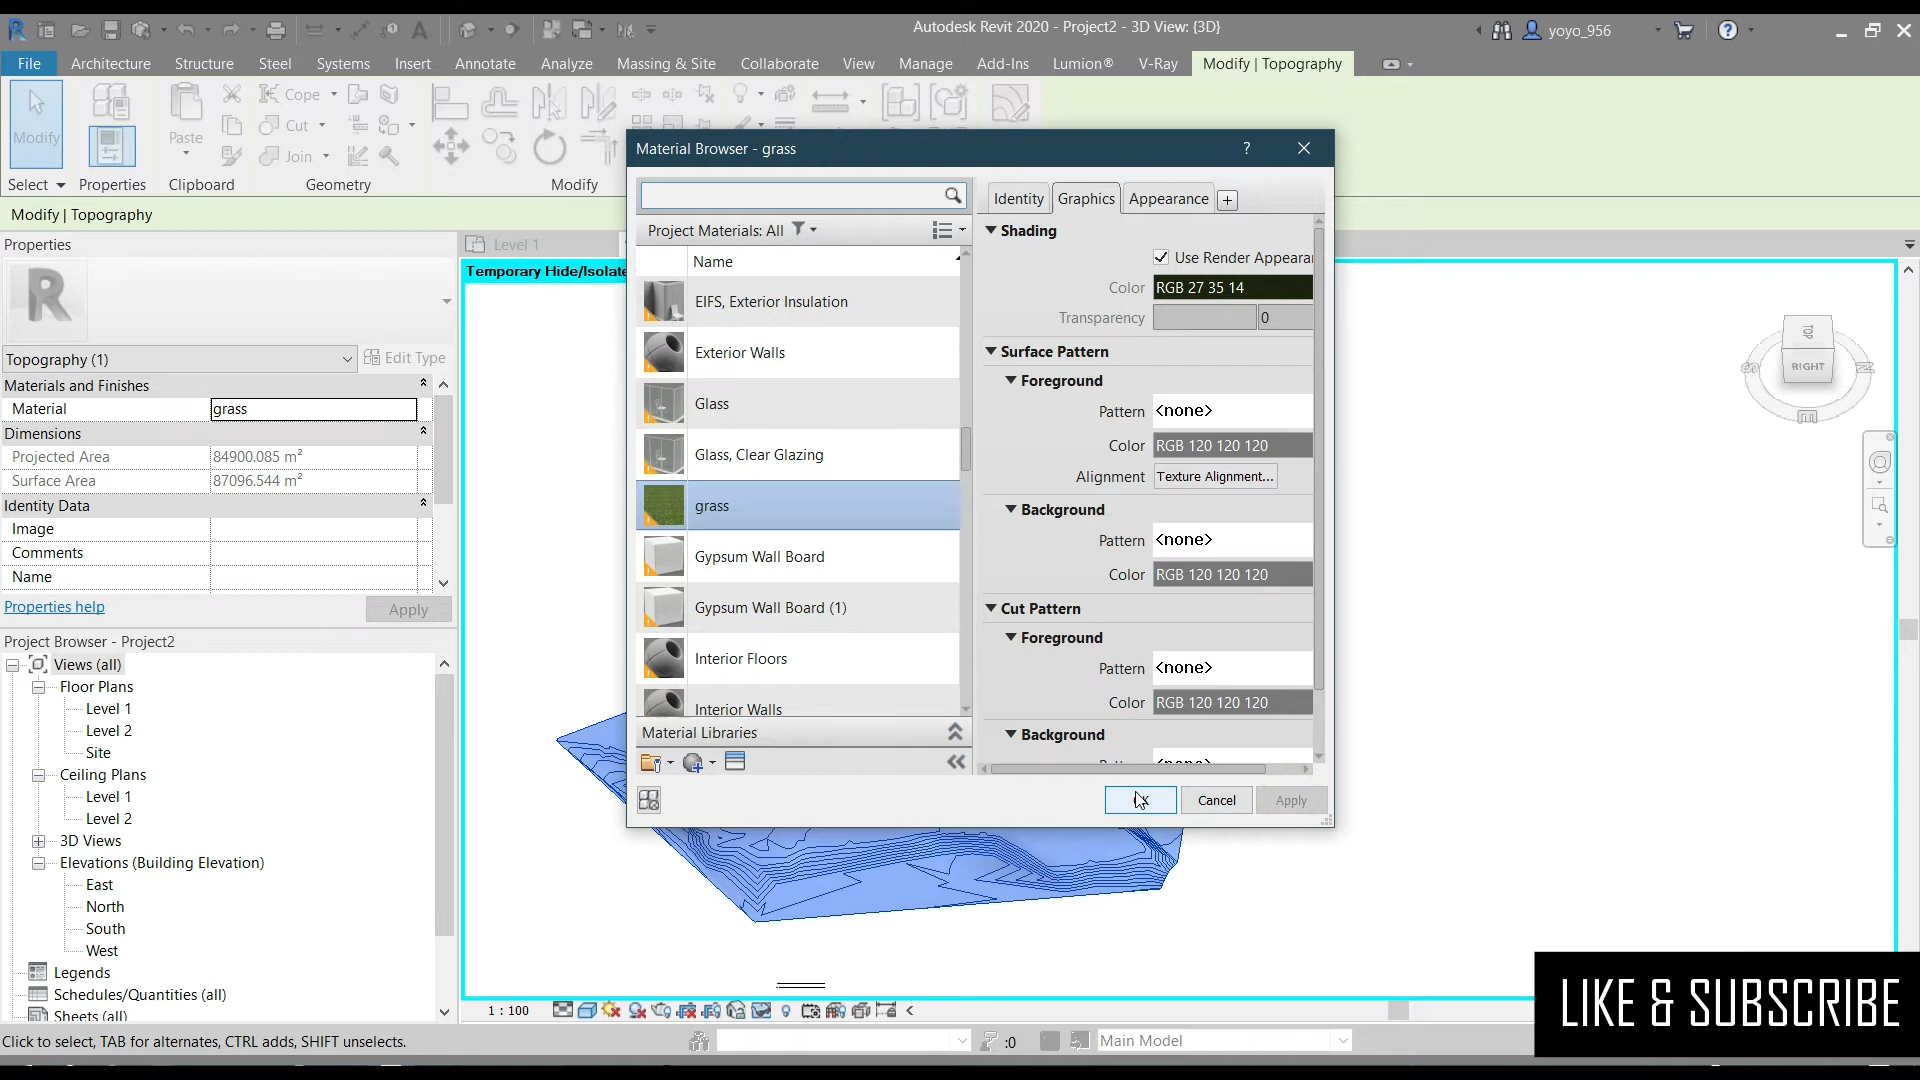 Autodesk Revit 2020 - Project2 - 3D View: {3D}
yoyo_956
File Architecture Structure Steel Systems Insert Annotate Analyze Massing & Site Collaborate View Manage Add-Ins Lumion® V-Ray Modify | Topography
Modify
Paste
Cope
Cut
Join
Select Properties Clipboard Geometry Modify
Modify | Topography
Properties
Level 1
R
Topography (1)
Edit Type
Materials and Finishes
Material grass
Dimensions
Projected Area 84900.085 m²
Surface Area 87096.544 m²
Identity Data
Image
Comments
Name
Properties help
Apply
Project Browser - Project2
Views (all)
Floor Plans
Level 1
Level 2
Site
Ceiling Plans
Level 1
Level 2
3D Views
Elevations (Building Elevation)
East
North
South
West
Legends
Schedules/Quantities (all)
Sheets (all)
Temporary Hide/Isolate
Material Browser - grass
Project Materials: All
Name
EIFS, Exterior Insulation
Exterior Walls
Glass
Glass, Clear Glazing
grass
Gypsum Wall Board
Gypsum Wall Board (1)
Interior Floors
Interior Walls
Material Libraries
Identity Graphics Appearance
Shading
Use Render Appeara
Color RGB 27 35 14
Transparency 0
Surface Pattern
Foreground
Pattern <none>
Color RGB 120 120 120
Alignment Texture Alignment...
Background
Pattern <none>
Color RGB 120 120 120
Cut Pattern
Foreground
Pattern <none>
Color RGB 120 120 120
Background
Cancel
Apply
TOP
RIGHT
1 : 100
Click to select, TAB for alternates, CTRL adds, SHIFT unselects.
:0
Main Model
LIKE & SUBSCRIBE